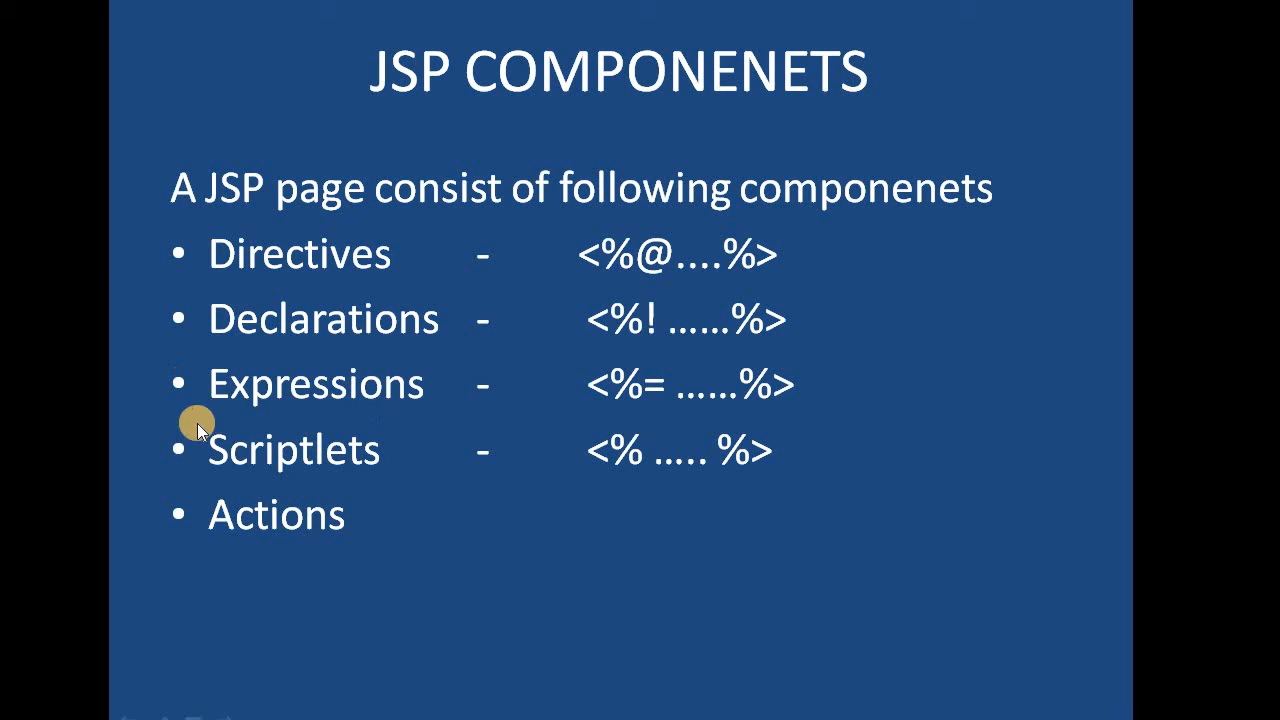 JSP COMPONENETS
A JSP page consist of following componenets
• Directives - <%@....%>
• Declarations - <%! ......%>
• Expressions - <%= ......%>
• Scriptlets - <% ..... %>
• Actions